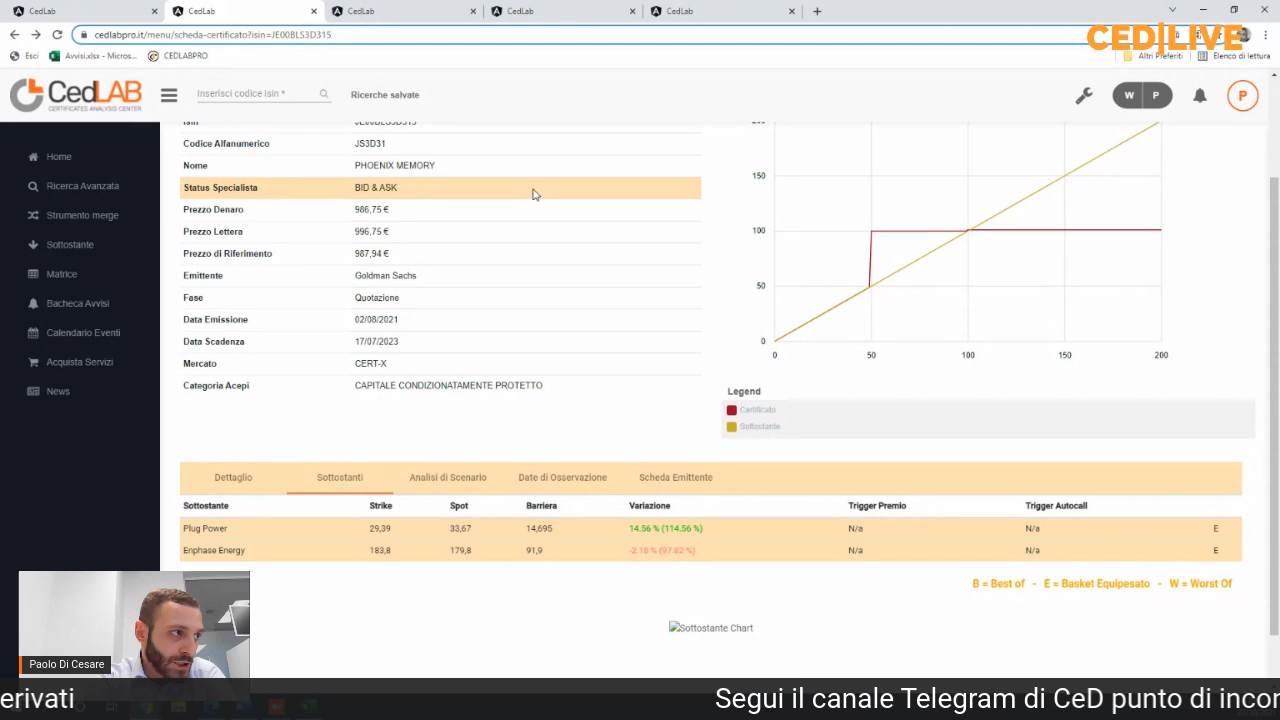 CedLab
CedLab
CedLab
CedLab
CedLab
cedlabpro.it/menu/scheda-certificato?isin=JE00BLS3D315
CED|LIVE
Esci
Avvisi.xlsx - Micros...
CEDLABPRO
Altri Preferiti
Elenco di lettura
CedLAB
CERTIFICATES ANALYSIS CENTER
Inserisci codice isin *
Ricerche salvate
W P
P
Home
Ricerca Avanzata
Strumento merge
Sottostante
Matrice
Bacheca Avvisi
Calendario Eventi
Acquista Servizi
News
Isin JE00BLS3D315
Codice Alfanumerico JS3D31
Nome PHOENIX MEMORY
Status Specialista BID & ASK
Prezzo Denaro 986,75 €
Prezzo Lettera 996,75 €
Prezzo di Riferimento 987,94 €
Emittente Goldman Sachs
Fase Quotazione
Data Emissione 02/08/2021
Data Scadenza 17/07/2023
Mercato CERT-X
Categoria Acepi CAPITALE CONDIZIONATAMENTE PROTETTO
200
150
100
50
0
0 50 100 150 200
Legend
Certificato
Sottostante
Dettaglio Sottostanti Analisi di Scenario Date di Osservazione Scheda Emittente
Sottostante Strike Spot Barriera Variazione Trigger Premio Trigger Autocall
Plug Power 29,39 33,67 14,695 14.56 % (114.56 %) N/a N/a E
Enphase Energy 183,8 179,8 91,9 -2.18 % (97.82 %) N/a N/a E
B = Best of - E = Basket Equipesato - W = Worst Of
Sottostante Chart
Paolo Di Cesare
erivati
Segui il canale Telegram di CeD punto di incor